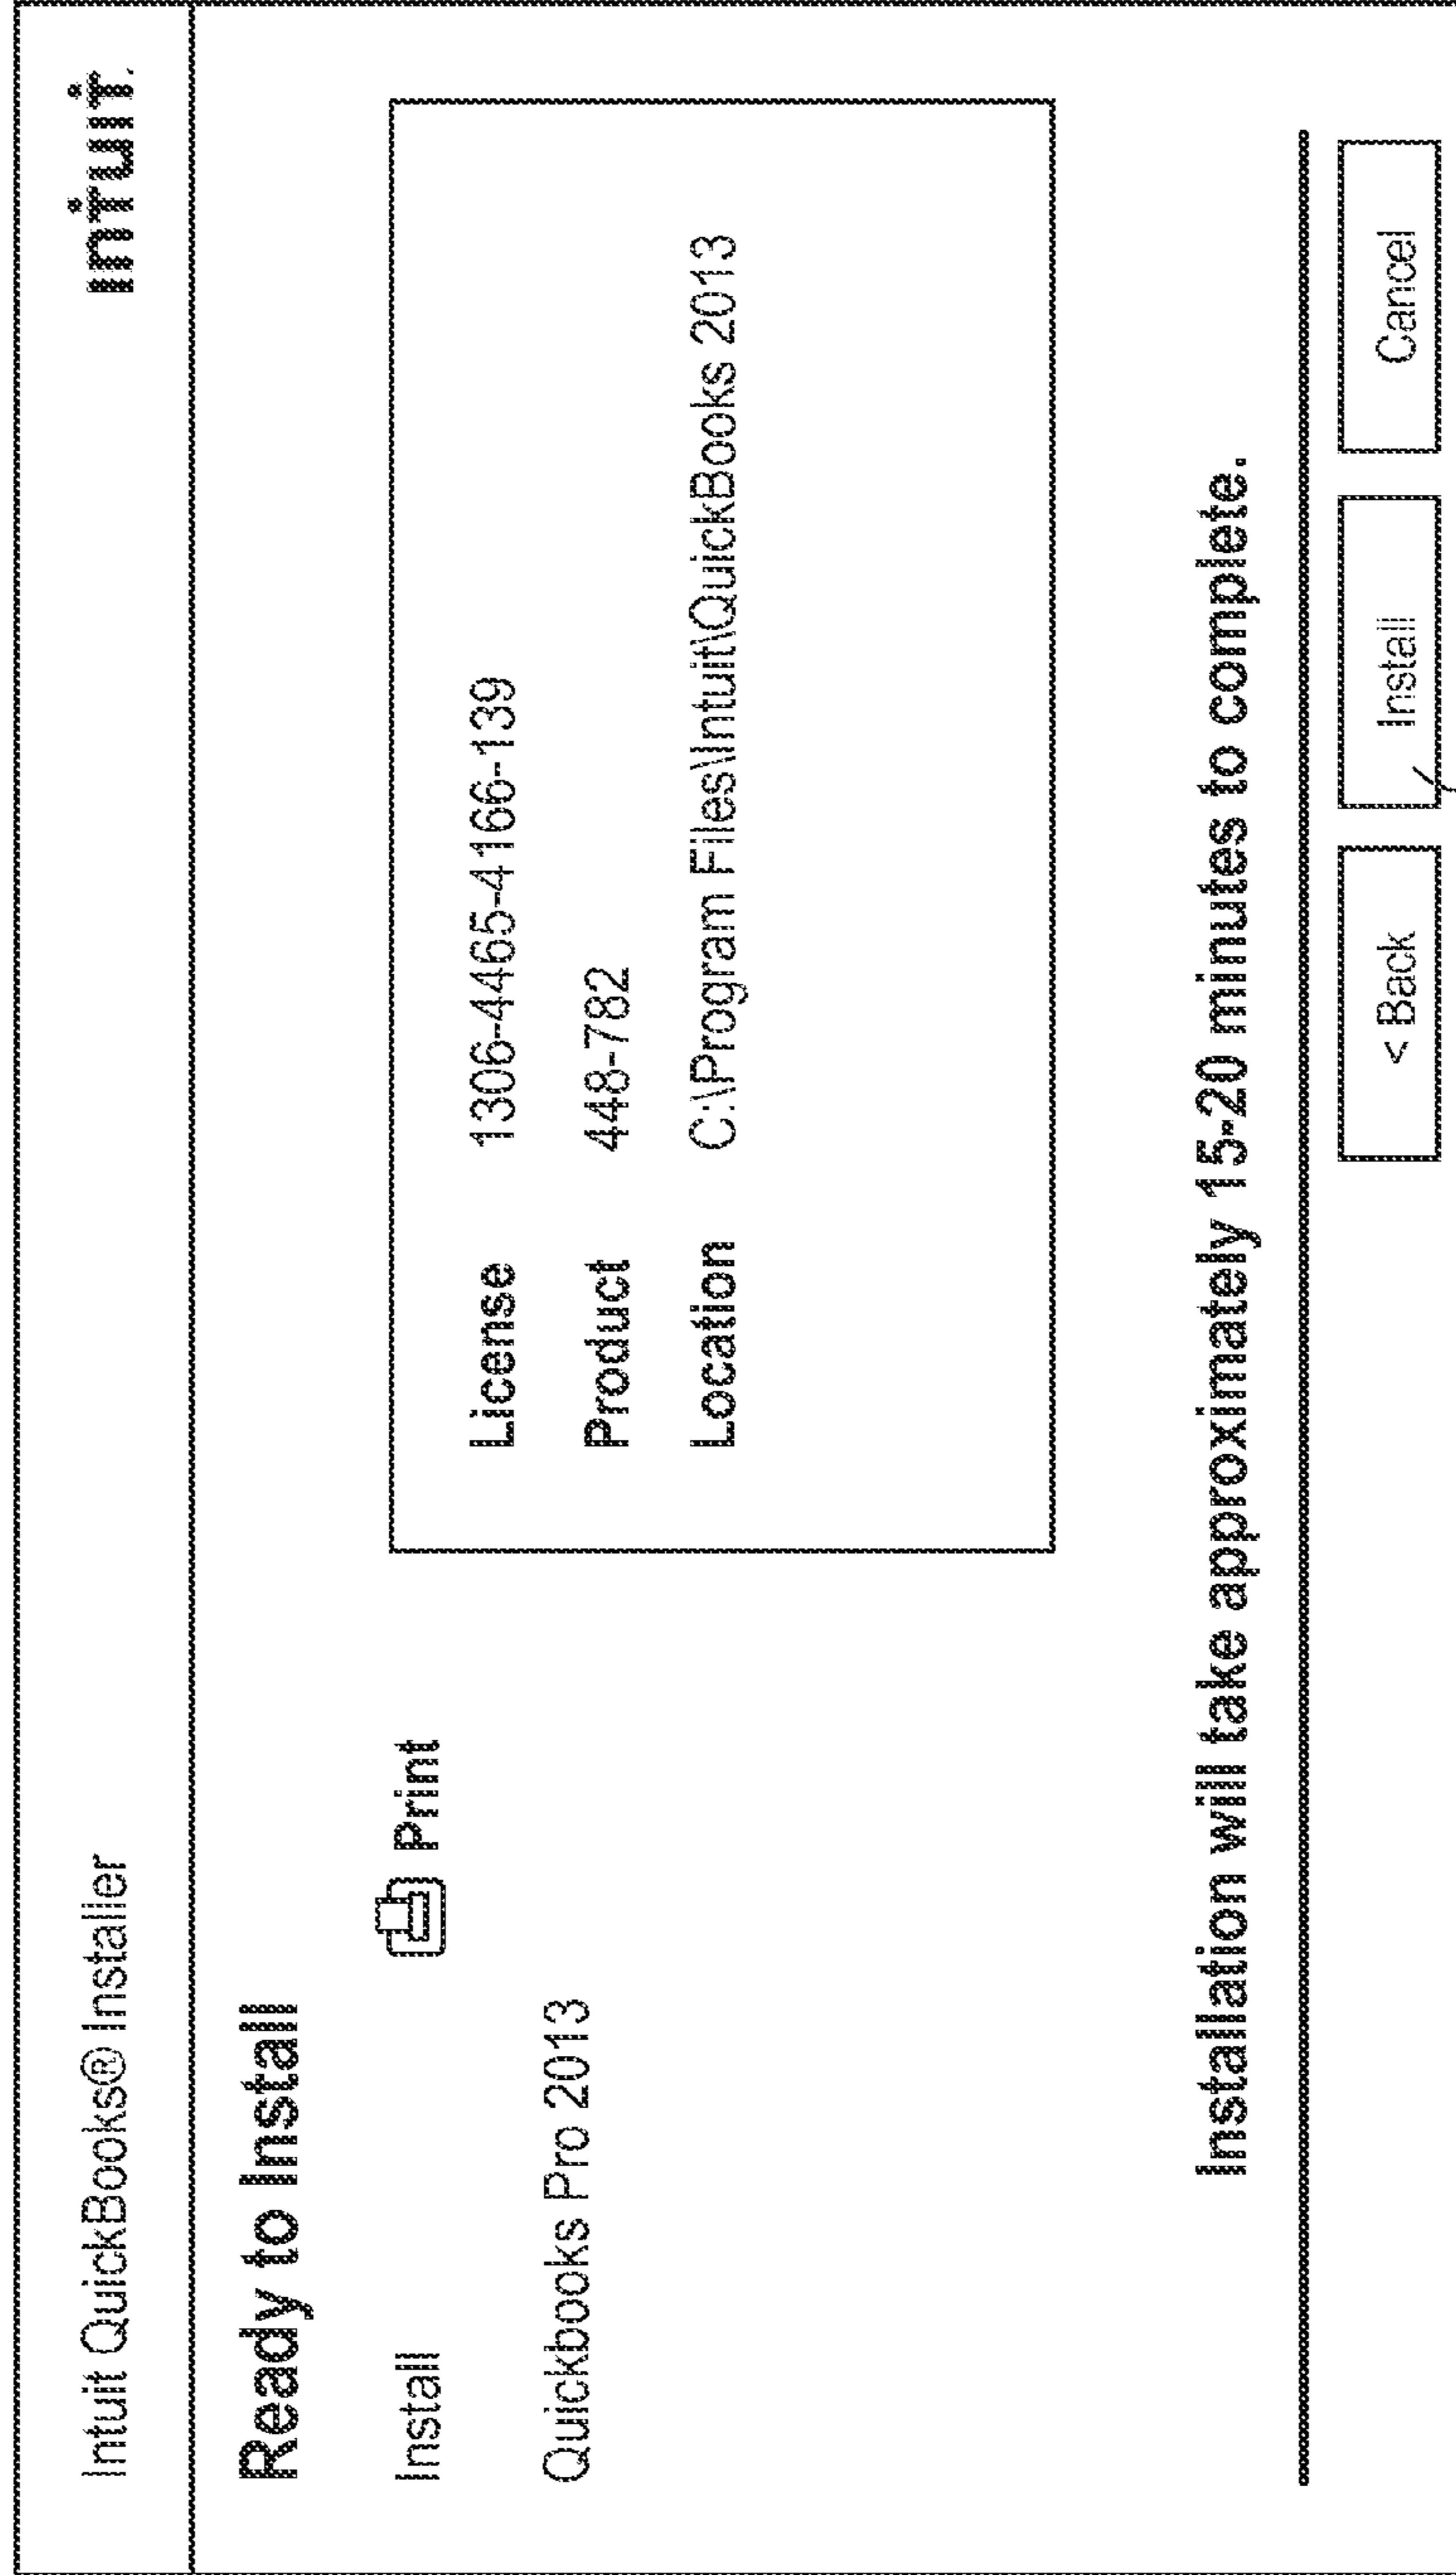 Intuit QuickBooks® Installer
intuit.
Ready to Install
Install
Print
Quickbooks Pro 2013
License 1306-4465-4166-139
Product 448-782
Location C:\Program Files\Intuit\QuickBooks 2013
Installation will take approximately 15-20 minutes to complete.
< Back
Install
Cancel